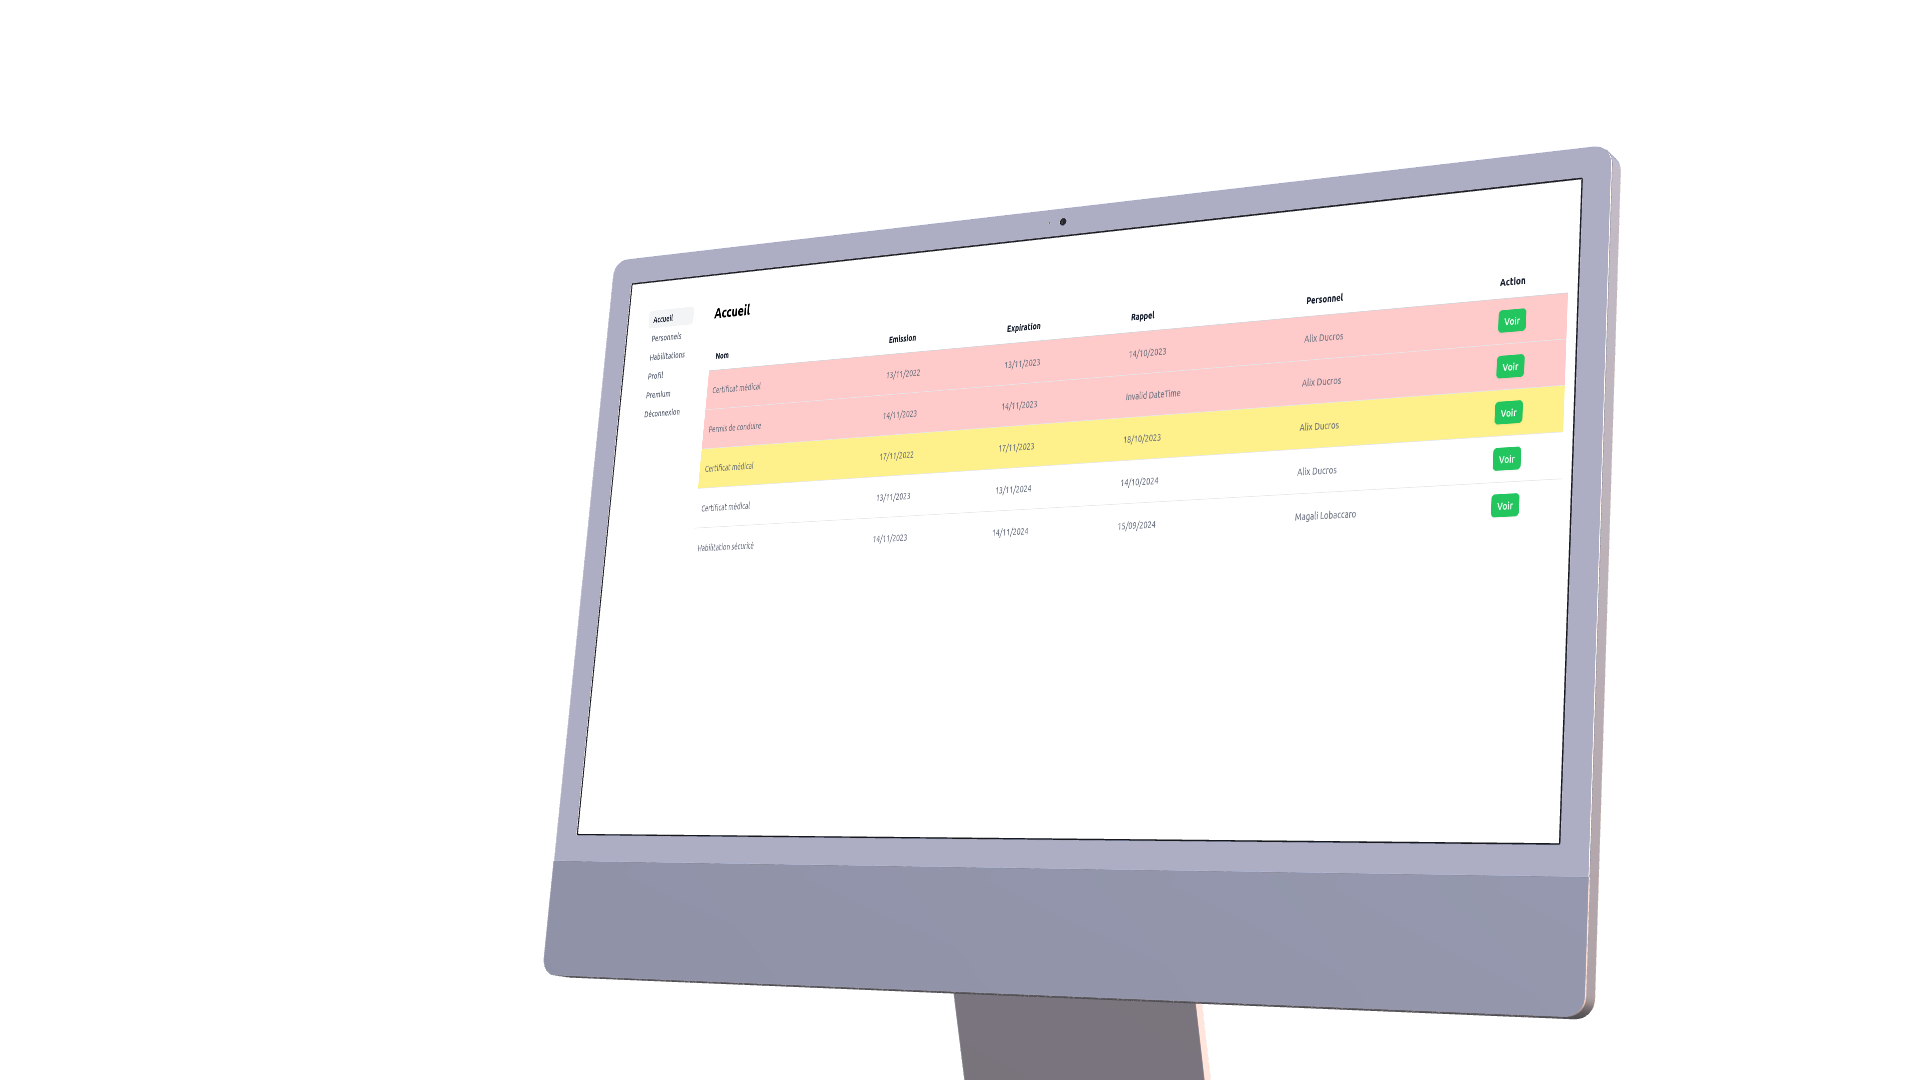 Accueil
Personnels
Habilitations
Profil
Premium
Déconnexion
Accueil
Nom Emission Expiration Rappel Personnel Action
Certificat médical 13/11/2022 13/11/2023 14/10/2023 Alix Ducros Voir
Permis de conduire 14/11/2023 14/11/2023 Invalid DateTime Alix Ducros Voir
Certificat médical 17/11/2022 17/11/2023 18/10/2023 Alix Ducros Voir
Certificat médical 13/11/2023 13/11/2024 14/10/2024 Alix Ducros Voir
Habilitation sécurité 14/11/2023 14/11/2024 15/09/2024 Magali Lobaccaro Voir